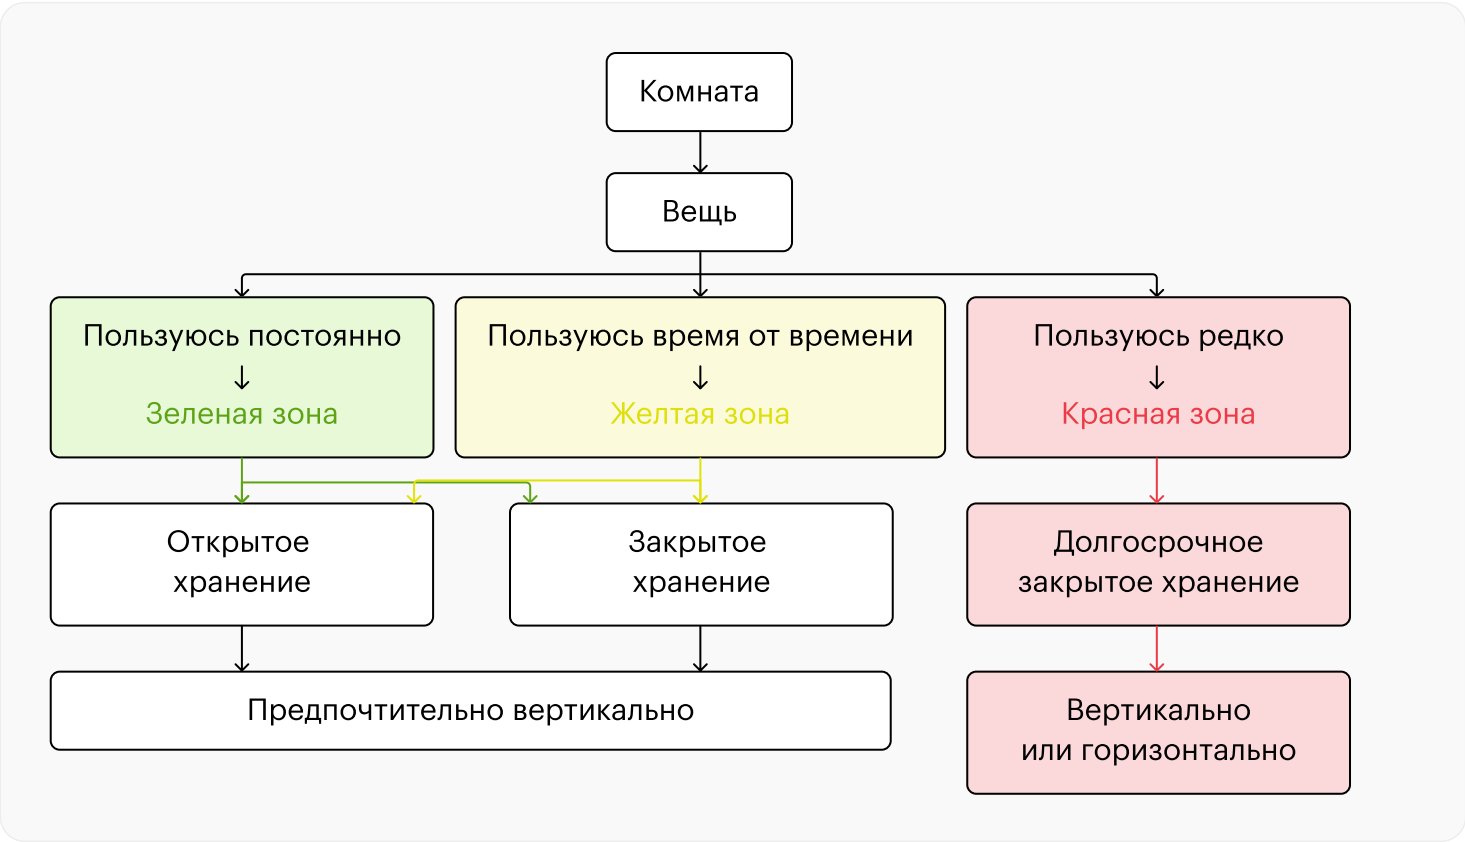 Комната
Вещь
Пользуюсь постоянно
Зеленая зона
Пользуюсь время от времени
Желтая зона
Пользуюсь редко
Красная зона
Открытое
хранение
Закрытое
хранение
Долгосрочное
закрытое хранение
Предпочтительно вертикально
Вертикально
или горизонтально